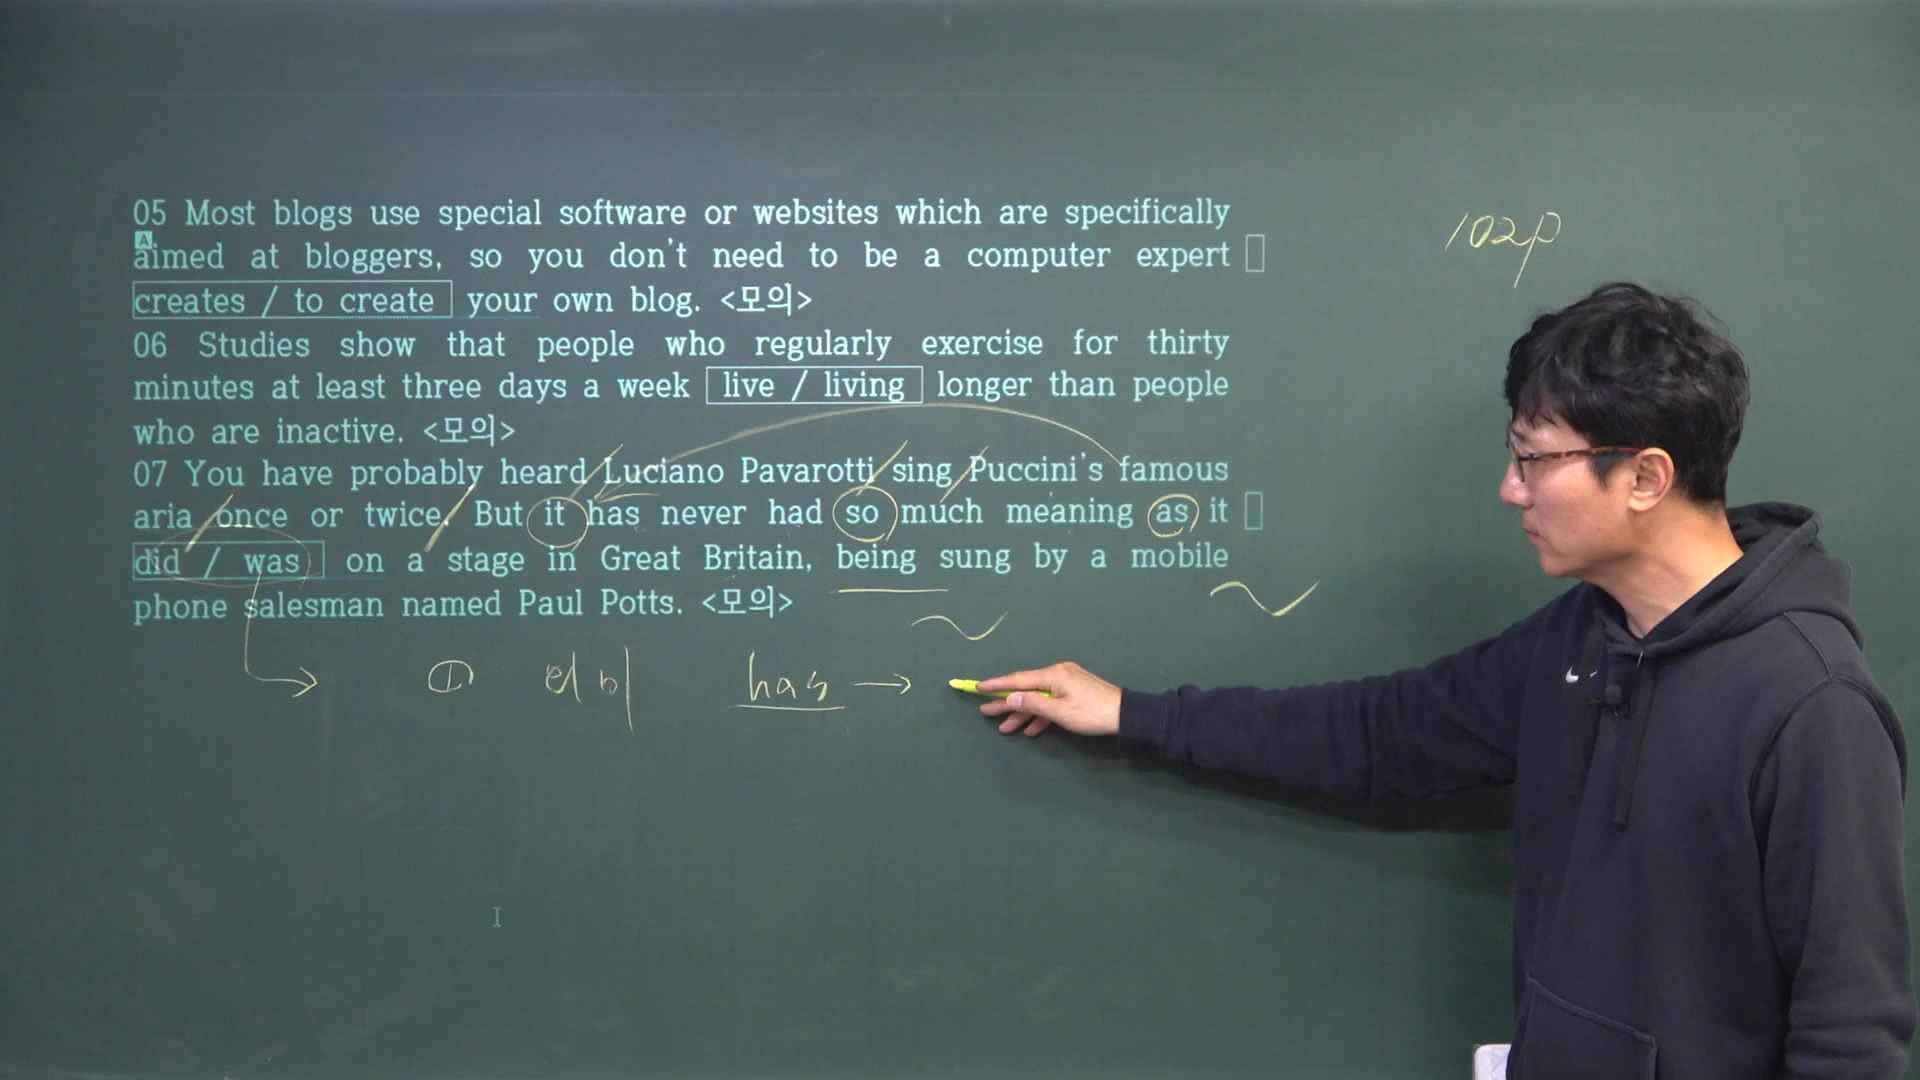 102p
05 Most blogs use special software or websites which are specifically
A
aimed at bloggers, so you don't need to be a computer expert
creates / to create your own blog. <모의>
06 Studies show that people who regularly exercise for thirty
minutes at least three days a week live / living longer than people
who are inactive. <모의>
07 You have probably heard Luciano Pavarotti sing Puccini's famous
aria once or twice. But it has never had so much meaning as it
did / was on a stage in Great Britain, being sung by a mobile
phone salesman named Paul Potts. <모의>
→ ① has →